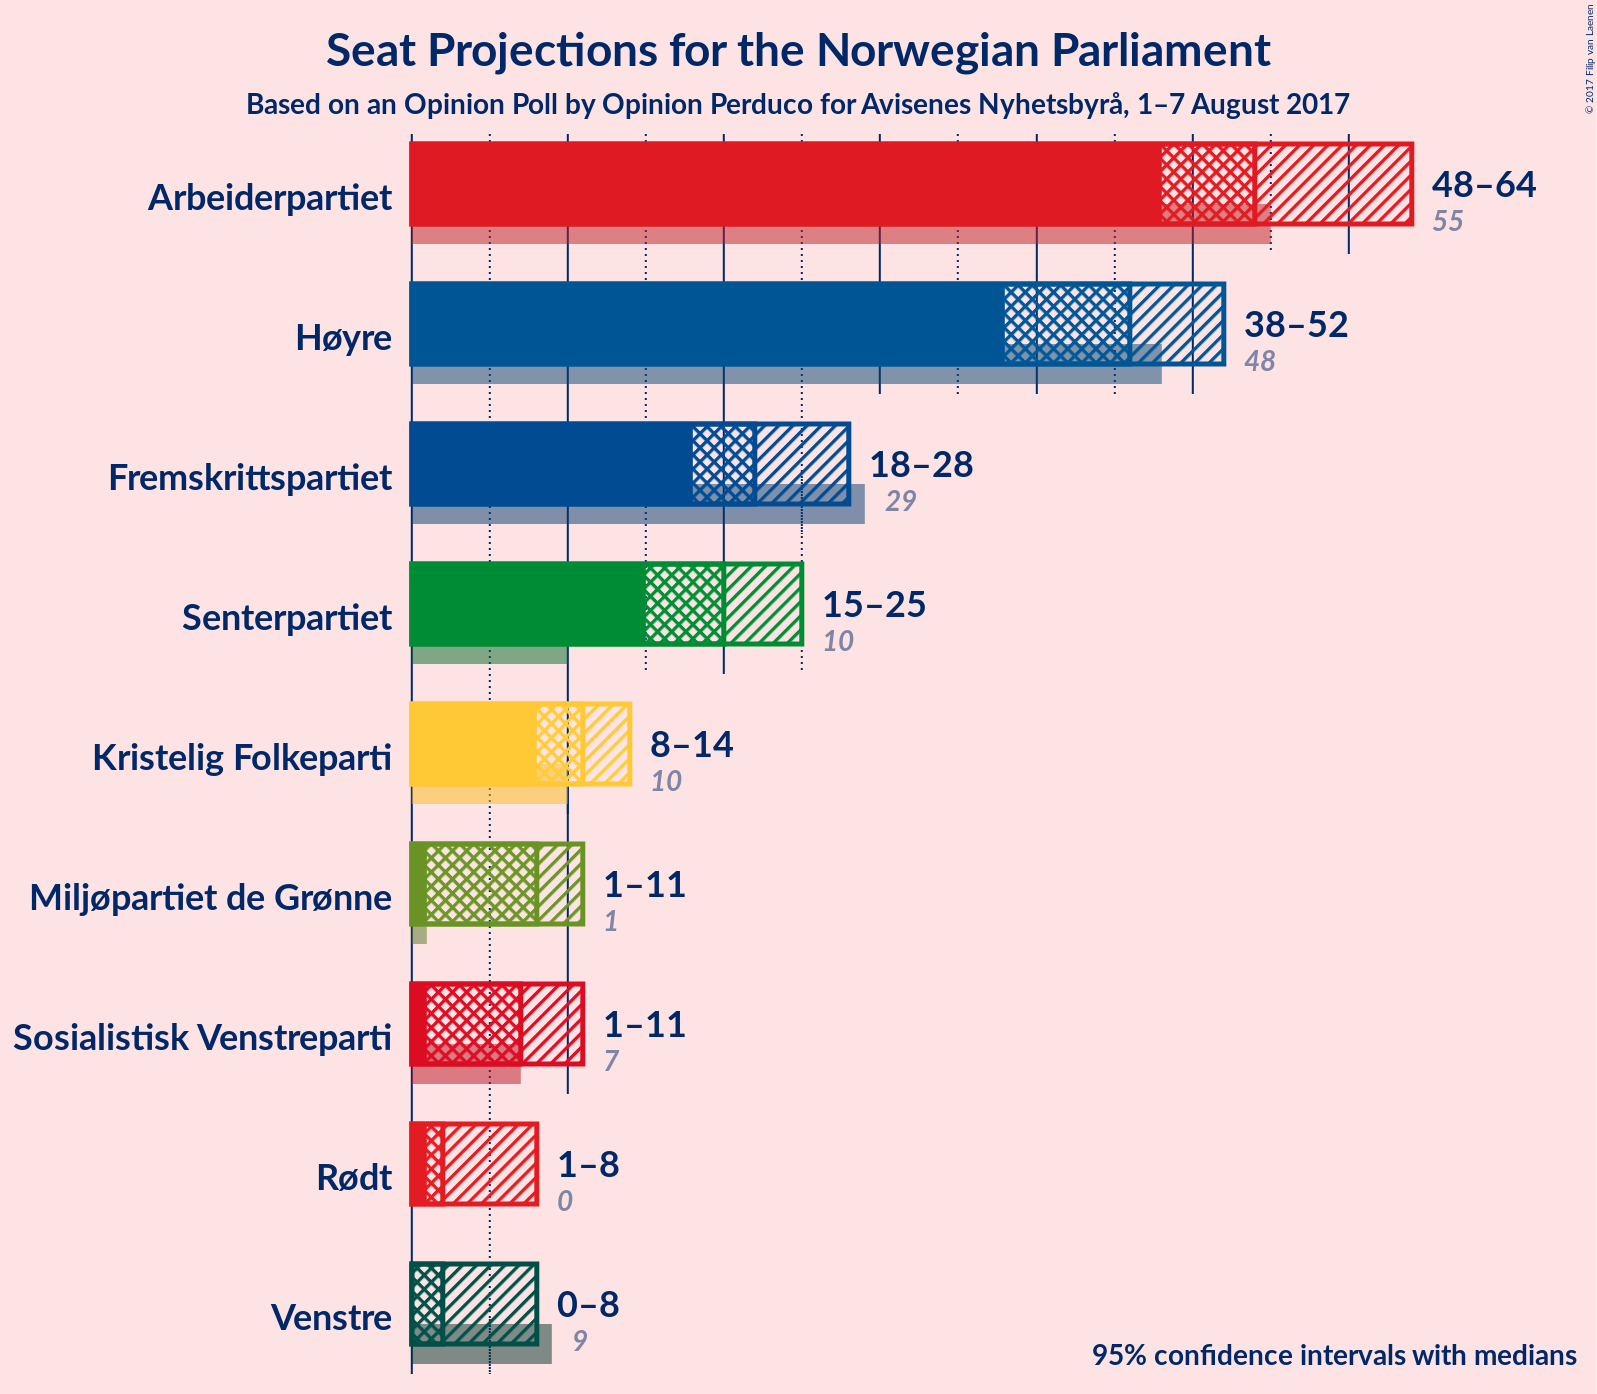 © 2017 Filip van Laenen
Seat Projections for the Norwegian Parliament
Based on an Opinion Poll by Opinion Perduco for Avisenes Nyhetsbyrå, 1–7 August 2017
Arbeiderpartiet
48–64
55
Høyre
38–52
48
Fremskrittspartiet
18–28
29
Senterpartiet
15–25
10
Kristelig Folkeparti
8–14
10
Miljøpartiet de Grønne
1–11
1
Sosialistisk Venstreparti
1–11
7
Rødt
1–8
0
Venstre
0–8
9
95% confidence intervals with medians